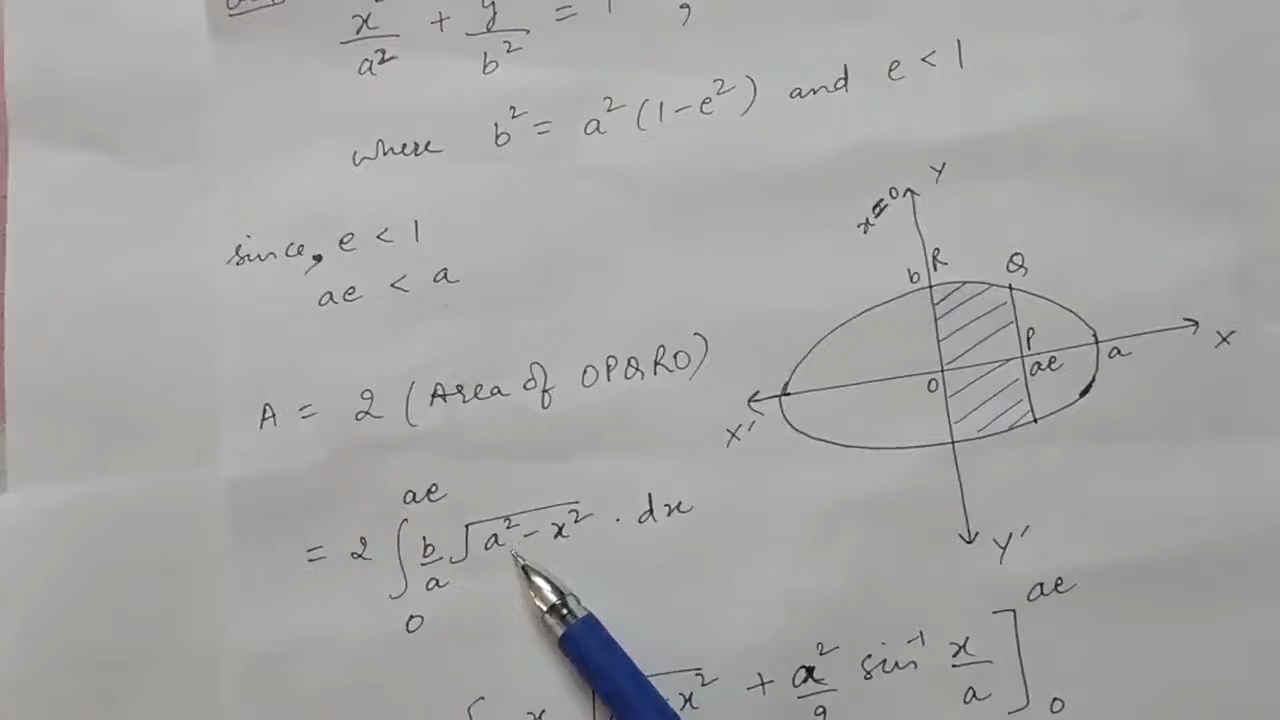 x²/a² + y/b² = 1 ,
where b² = a² (1-e²) and e < 1
since, e < 1
ae < a
A = 2 (Area of OPQRO)
= 2 ∫₀^ae b/a √(a² - x²) . dx
x² + a²/2 sin⁻¹ x/a ]₀^ae
Y
x=0
b R Q
P
O ae a X
X'
Y'